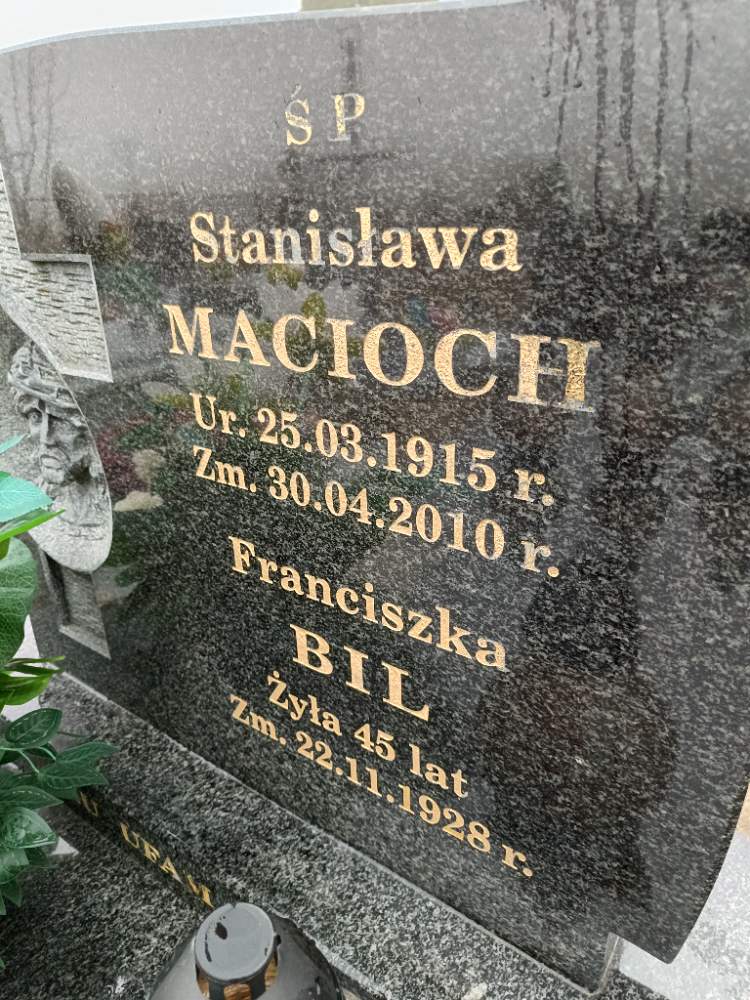 Ś P
Stanisława
MACIOCH
Ur. 25.03.1915 r.
Zm. 30.04.2010 r.
Franciszka
BIL
Żyła 45 lat
Zm. 22.11.1928 r.
U UFAM